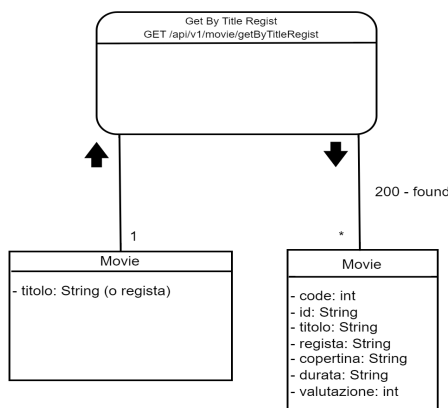 Get By Title Regist
GET /api/v1/movie/getByTitleRegist
200 - found
1
*
Movie
- titolo: String (o regista)
Movie
- code: int
- id: String
- titolo: String
- regista: String
- copertina: String
- durata: String
- valutazione: int